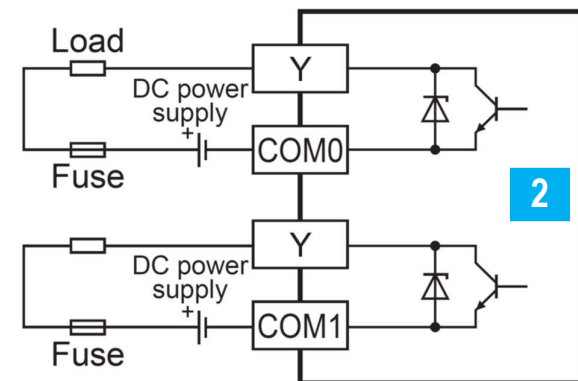 Load
Y
DC power
supply
+
COM0
Fuse
2
Y
DC power
supply
+
COM1
Fuse